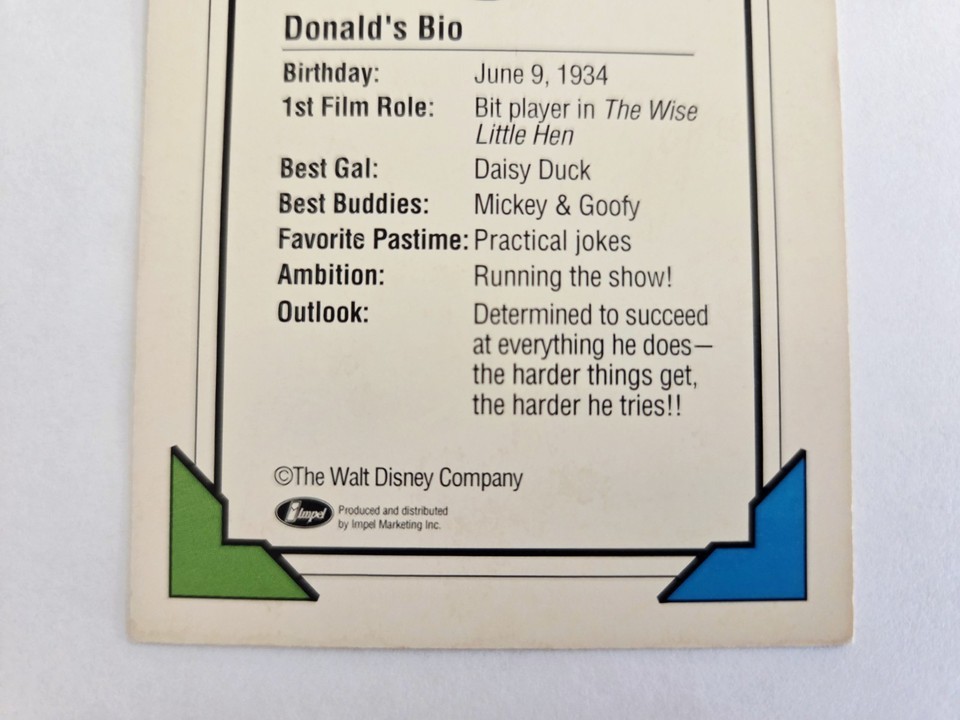 Donald's Bio
Birthday: June 9, 1934
1st Film Role: Bit player in The Wise
Little Hen
Best Gal: Daisy Duck
Best Buddies: Mickey & Goofy
Favorite Pastime: Practical jokes
Ambition: Running the show!
Outlook: Determined to succeed
at everything he does—
the harder things get,
the harder he tries!!
©The Walt Disney Company
Impel Produced and distributed
by Impel Marketing Inc.